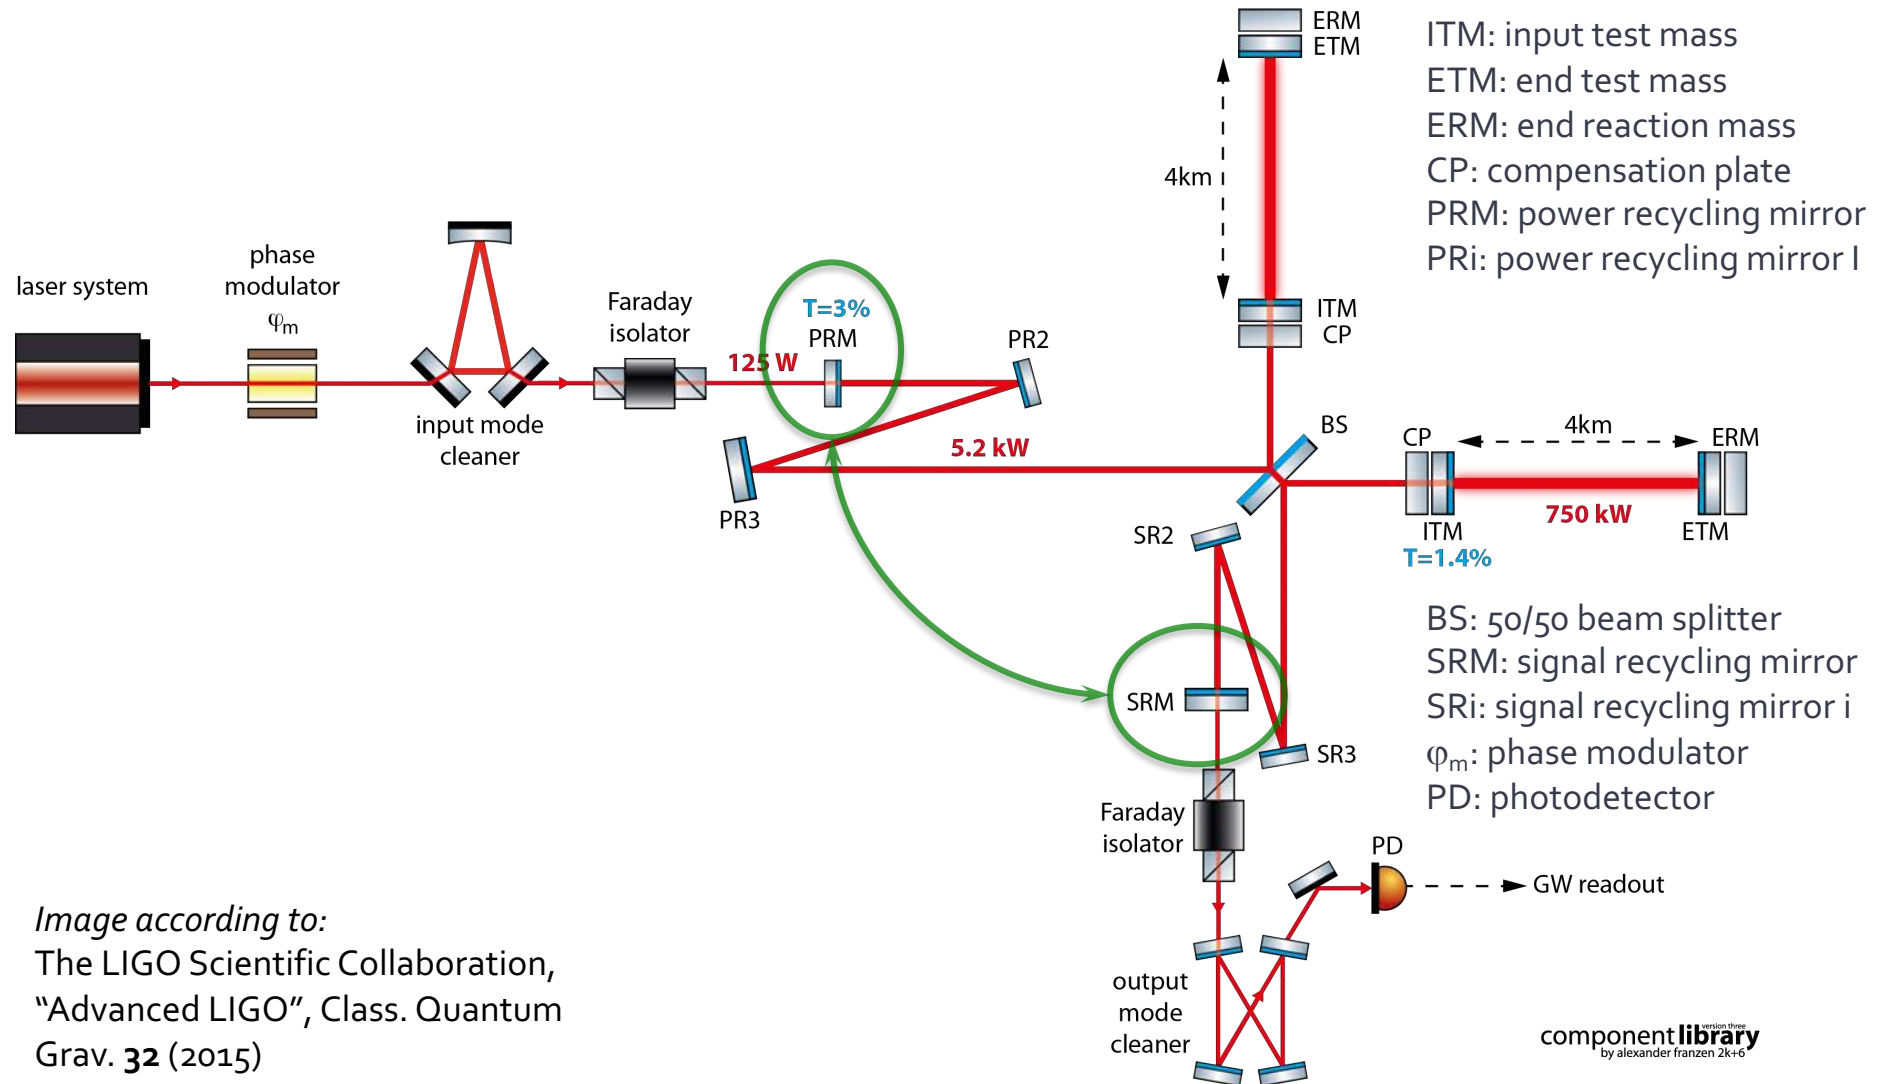 laser system
phase
modulator
φm
input mode
cleaner
Faraday
isolator
125 W
T=3%
PRM
PR2
PR3
5.2 kW
ERM
ETM
4km
ITM
CP
BS
CP
4km
ERM
ITM
T=1.4%
750 kW
ETM
SR2
SRM
SR3
Faraday
isolator
PD
GW readout
output
mode
cleaner
ITM: input test mass
ETM: end test mass
ERM: end reaction mass
CP: compensation plate
PRM: power recycling mirror
PRi: power recycling mirror I
BS: 50/50 beam splitter
SRM: signal recycling mirror
SRi: signal recycling mirror i
φm: phase modulator
PD: photodetector
Image according to:
The LIGO Scientific Collaboration,
“Advanced LIGO”, Class. Quantum
Grav. 32 (2015)
version three
componentlibrary
by alexander franzen 2k+6